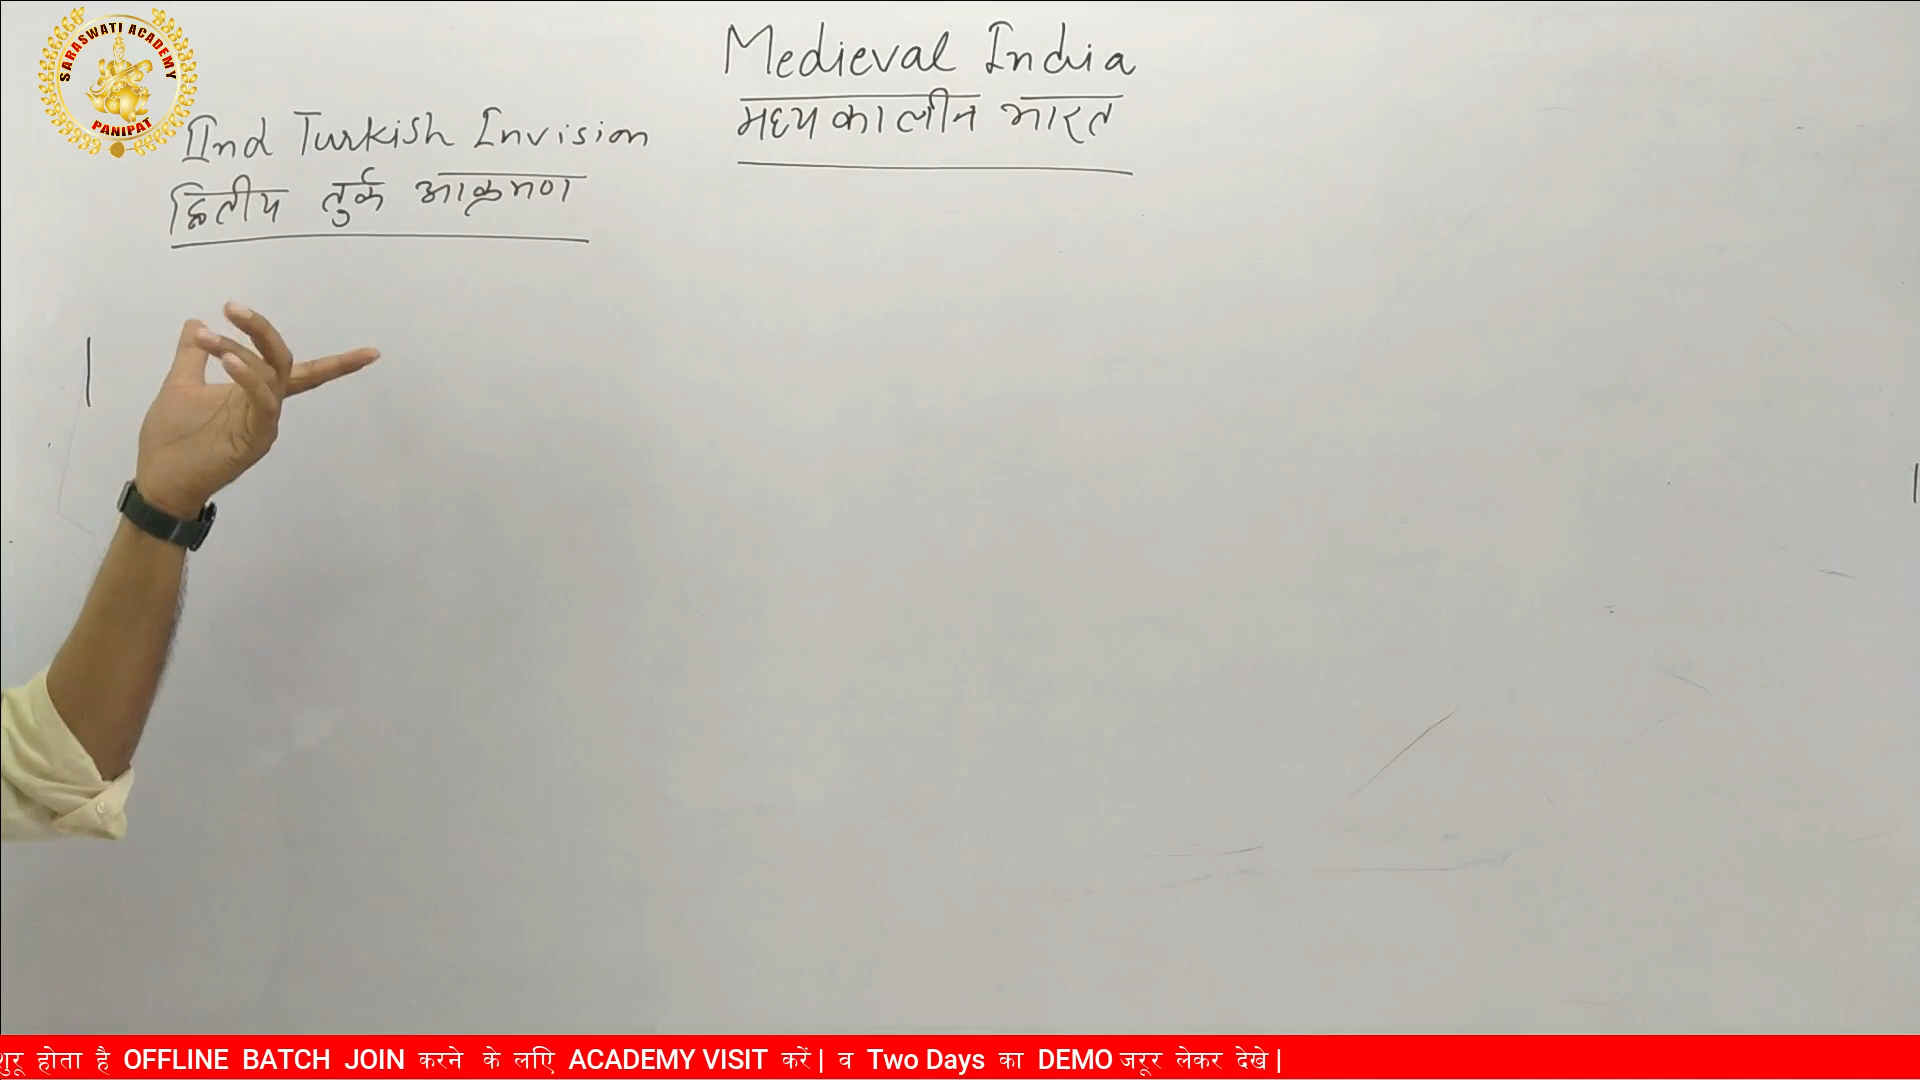 SARASWATI ACADEMY
PANIPAT
Medieval India
मध्यकालीन भारत
IInd Turkish Invision
द्वितीय तुर्क आक्रमण
शुरू होता है OFFLINE BATCH JOIN करने के लिए ACADEMY VISIT करें | व Two Days का DEMO जरूर लेकर देखे |